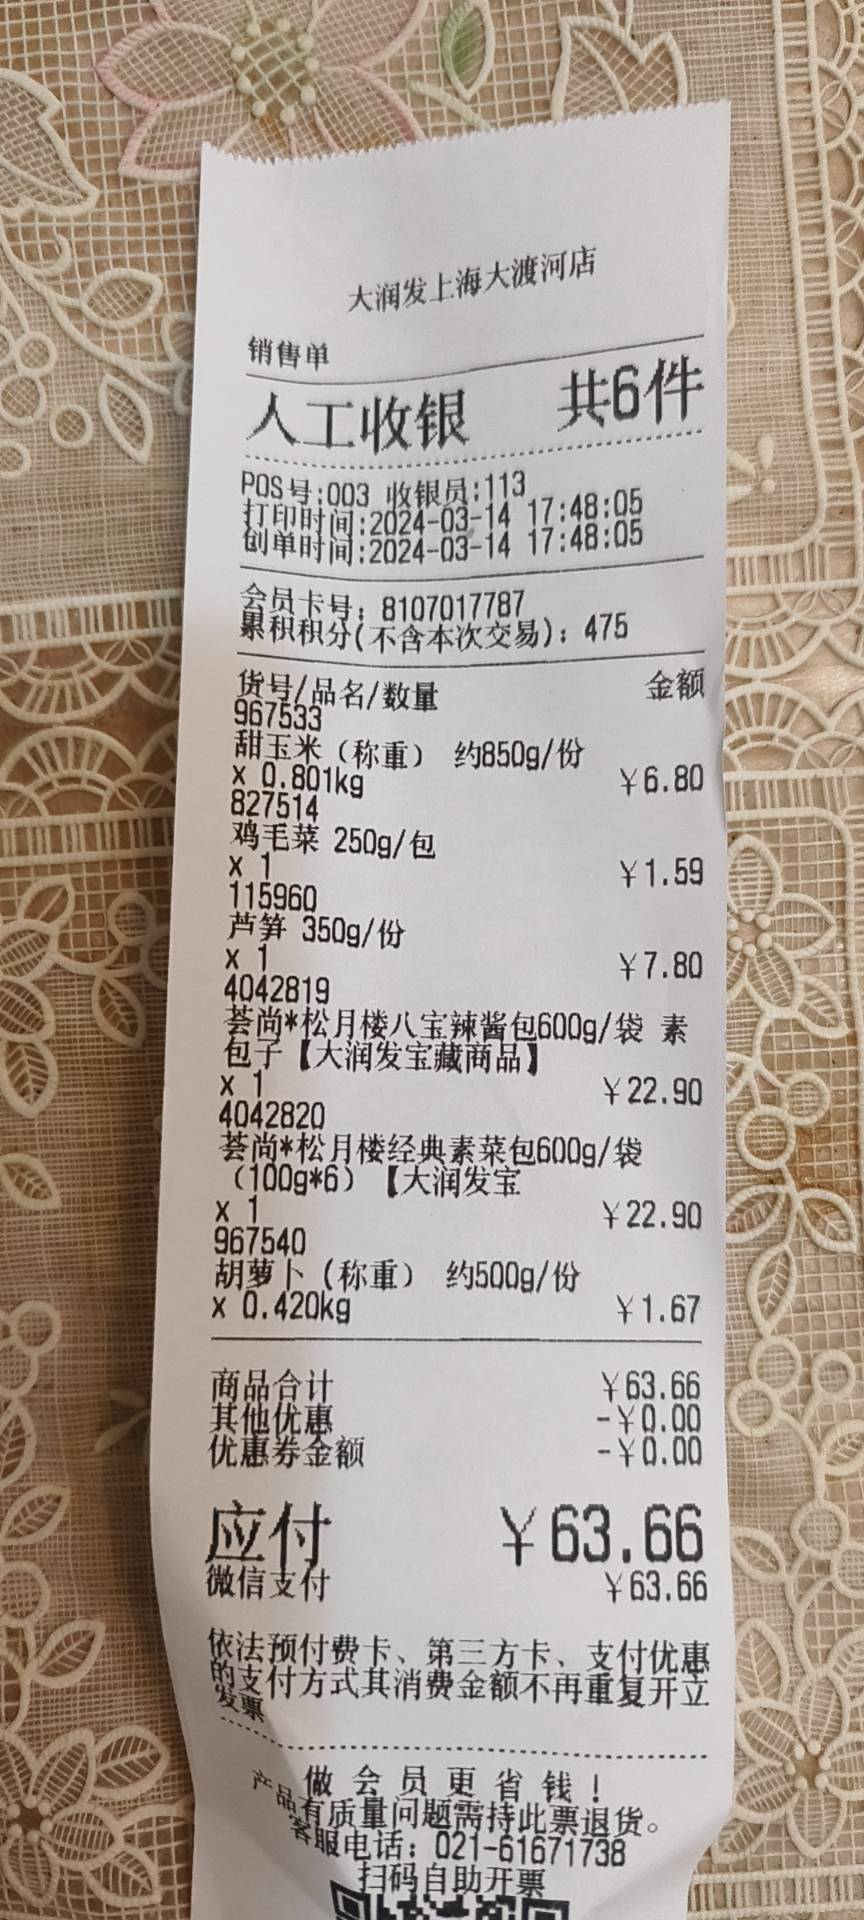 大润发上海大渡河店
销售单
人工收银 共6件
POS号:003 收银员:113
打印时间:2024-03-14 17:48:05
创单时间:2024-03-14 17:48:05
会员卡号: 8107017787
累积积分(不含本次交易): 475
货号/品名/数量 金额
967533
甜玉米（称重） 约850g/份
x 0.801kg ¥6.80
827514
鸡毛菜 250g/包
x 1 ¥1.59
115960
芦笋 350g/份
x 1 ¥7.80
4042819
荟尚*松月楼八宝辣酱包600g/袋 素
包子【大润发宝藏商品】
x 1 ¥22.90
4042820
荟尚*松月楼经典素菜包600g/袋
（100g*6）【大润发宝
x 1 ¥22.90
967540
胡萝卜（称重） 约500g/份
x 0.420kg ¥1.67
商品合计 ¥63.66
其他优惠 -¥0.00
优惠券金额 -¥0.00
应付 ¥63.66
微信支付 ¥63.66
依法预付费卡、第三方卡、支付优惠
的支付方式其消费金额不再重复开立
发票
做会员更省钱!
产品有质量问题需持此票退货。
客服电话: 021-61671738
扫码自助开票